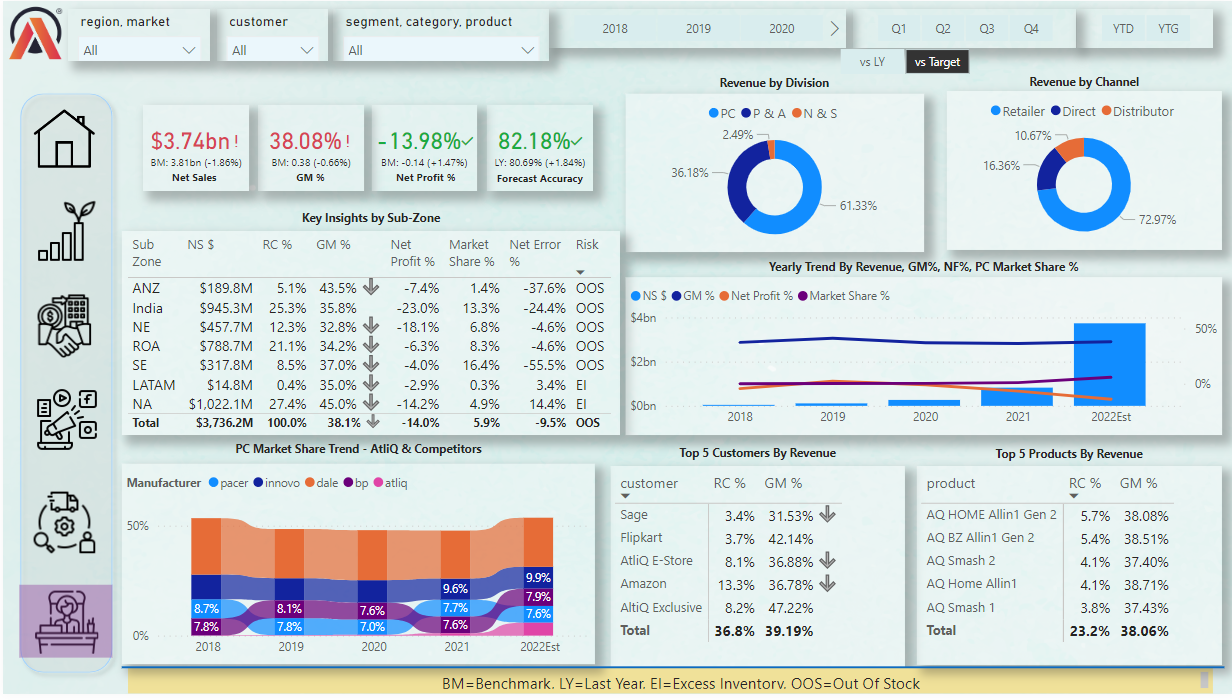 region, market
All
customer
All
segment, category, product
All
2018 2019 2020
Q1 Q2 Q3 Q4
YTD YTG
vs LY vs Target
$3.74bn!
BM: 3.81bn (-1.86%)
Net Sales
38.08%!
BM: 0.38 (-0.66%)
GM %
-13.98%✓
BM: -0.14 (+1.47%)
Net Profit %
82.18%✓
LY: 80.69% (+1.84%)
Forecast Accuracy
Revenue by Division
PC P & A N & S
2.49%
36.18%
61.33%
Revenue by Channel
Retailer Direct Distributor
10.67%
16.36%
72.97%
Key Insights by Sub-Zone
Sub Zone NS $ RC % GM % Net Profit % Market Share % Net Error % Risk
ANZ $189.8M 5.1% 43.5% -7.4% 1.4% -37.6% OOS
India $945.3M 25.3% 35.8% -23.0% 13.3% -24.4% OOS
NE $457.7M 12.3% 32.8% -18.1% 6.8% -4.6% OOS
ROA $788.7M 21.1% 34.2% -6.3% 8.3% -4.6% OOS
SE $317.8M 8.5% 37.0% -4.0% 16.4% -55.5% OOS
LATAM $14.8M 0.4% 35.0% -2.9% 0.3% 3.4% EI
NA $1,022.1M 27.4% 45.0% -14.2% 4.9% 14.4% EI
Total $3,736.2M 100.0% 38.1% -14.0% 5.9% -9.5% OOS
Yearly Trend By Revenue, GM%, NF%, PC Market Share %
NS $ GM % Net Profit % Market Share %
$4bn
$2bn
$0bn
50%
0%
2018 2019 2020 2021 2022Est
PC Market Share Trend - AtliQ & Competitors
Manufacturer pacer innovo dale bp atliq
50%
0%
8.7%
7.8%
8.1%
7.8%
7.6%
7.0%
9.6%
7.7%
7.6%
9.9%
7.9%
7.6%
2018 2019 2020 2021 2022Est
Top 5 Customers By Revenue
customer RC % GM %
Sage 3.4% 31.53%
Flipkart 3.7% 42.14%
AtliQ E-Store 8.1% 36.88%
Amazon 13.3% 36.78%
AltiQ Exclusive 8.2% 47.22%
Total 36.8% 39.19%
Top 5 Products By Revenue
product RC % GM %
AQ HOME Allin1 Gen 2 5.7% 38.08%
AQ BZ Allin1 Gen 2 5.4% 38.51%
AQ Smash 2 4.1% 37.40%
AQ Home Allin1 4.1% 38.71%
AQ Smash 1 3.8% 37.43%
Total 23.2% 38.06%
BM=Benchmark. LY=Last Year. EI=Excess Inventory. OOS=Out Of Stock